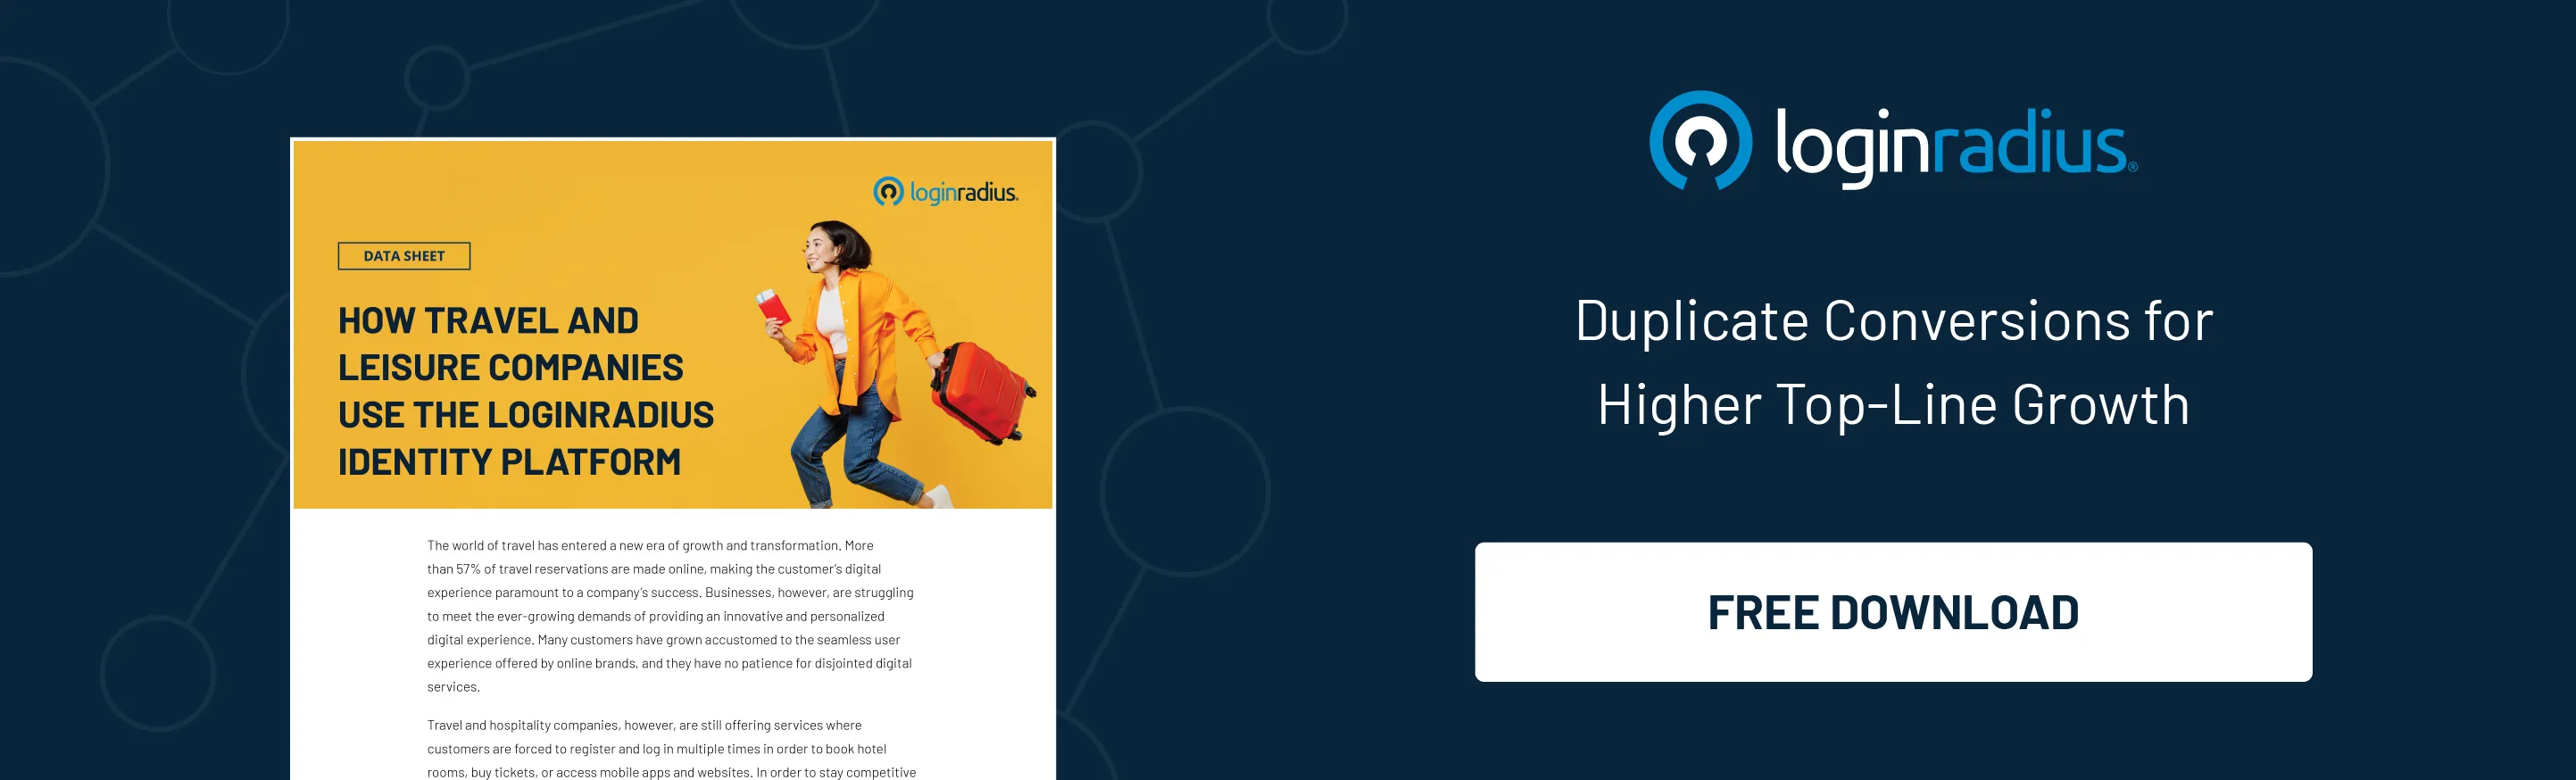 loginradius.
DATA SHEET
HOW TRAVEL AND
LEISURE COMPANIES
USE THE LOGINRADIUS
IDENTITY PLATFORM
The world of travel has entered a new era of growth and transformation. More
than 57% of travel reservations are made online, making the customer’s digital
experience paramount to a company’s success. Businesses, however, are struggling
to meet the ever-growing demands of providing an innovative and personalized
digital experience. Many customers have grown accustomed to the seamless user
experience offered by online brands, and they have no patience for disjointed digital
services.
Travel and hospitality companies, however, are still offering services where
customers are forced to register and log in multiple times in order to book hotel
rooms, buy tickets, or access mobile apps and websites. In order to stay competitive
loginradius.®
Duplicate Conversions for
Higher Top-Line Growth
FREE DOWNLOAD